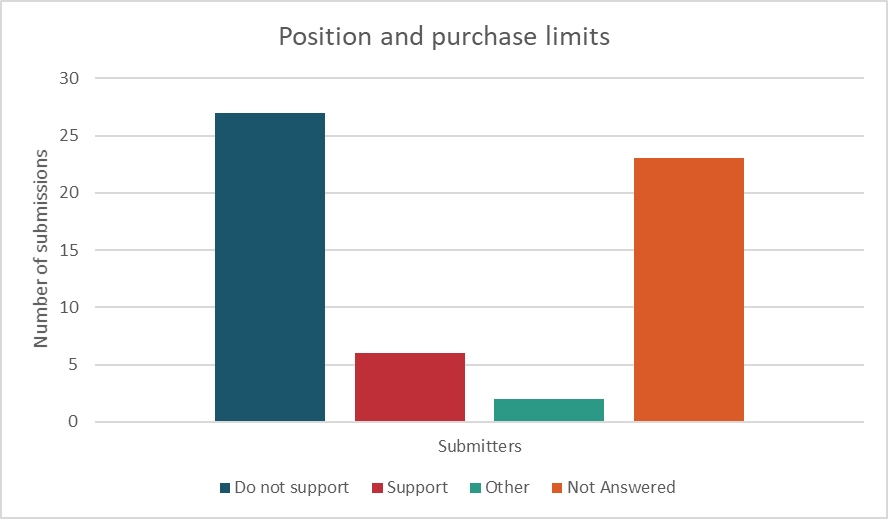 Position and purchase limits
Number of submissions
30
25
20
15
10
5
0
Submitters
Do not support Support Other Not Answered